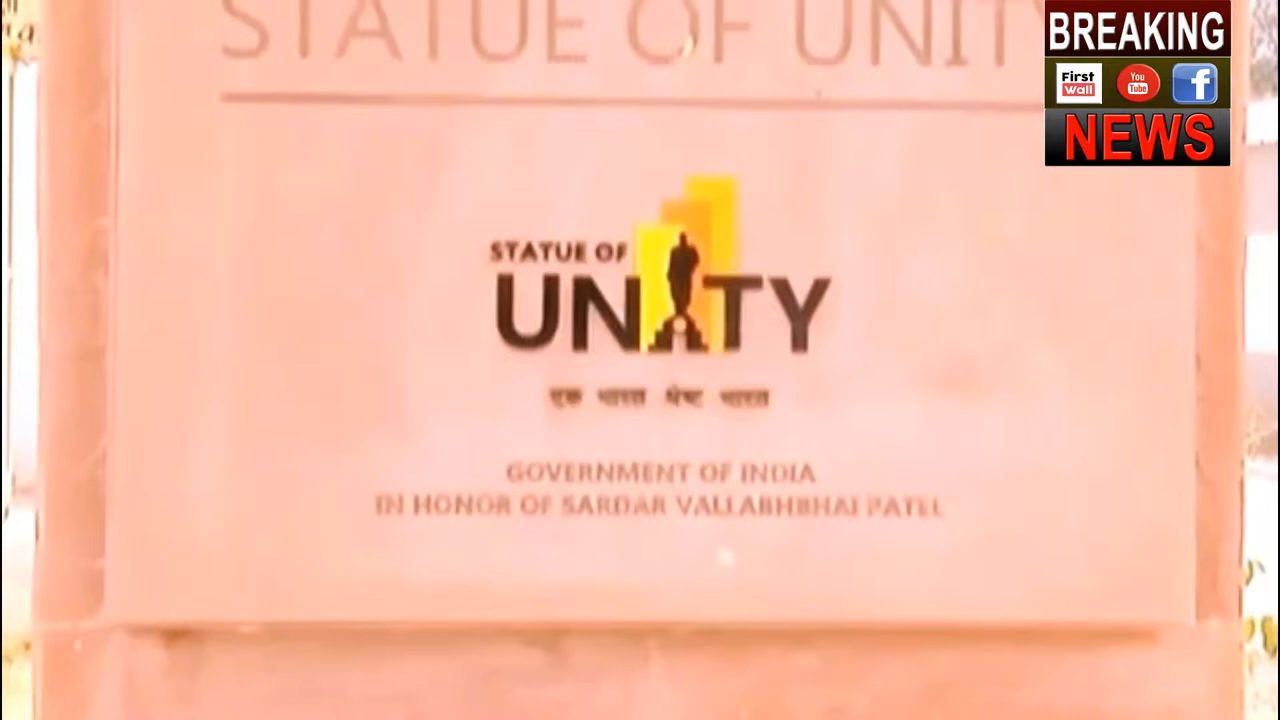 STATUE OF UNITY
BREAKING
First
Wall
You
Tube
f
NEWS
STATUE OF
UNITY
एक भारत श्रेष्ट भारत
GOVERNMENT OF INDIA
IN HONOR OF SARDAR VALLABHBHAI PATEL